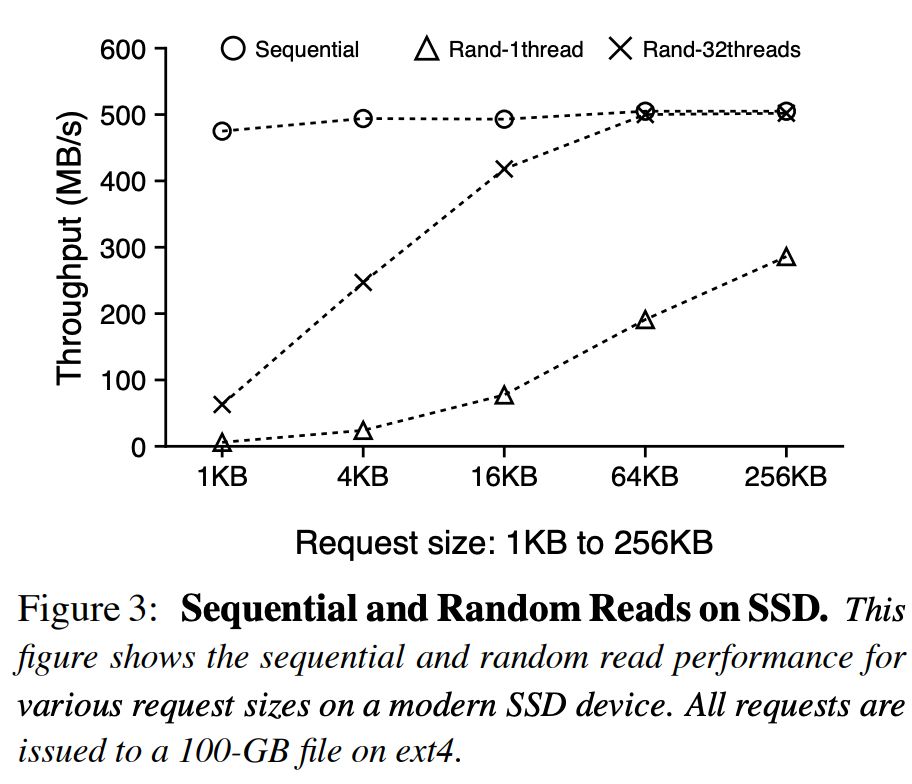 600
500
400
300
200
100
0
Throughput (MB/s)
Sequential Rand-1thread Rand-32threads
1KB 4KB 16KB 64KB 256KB
Request size: 1KB to 256KB
Figure 3: Sequential and Random Reads on SSD. This
figure shows the sequential and random read performance for
various request sizes on a modern SSD device. All requests are
issued to a 100-GB file on ext4.